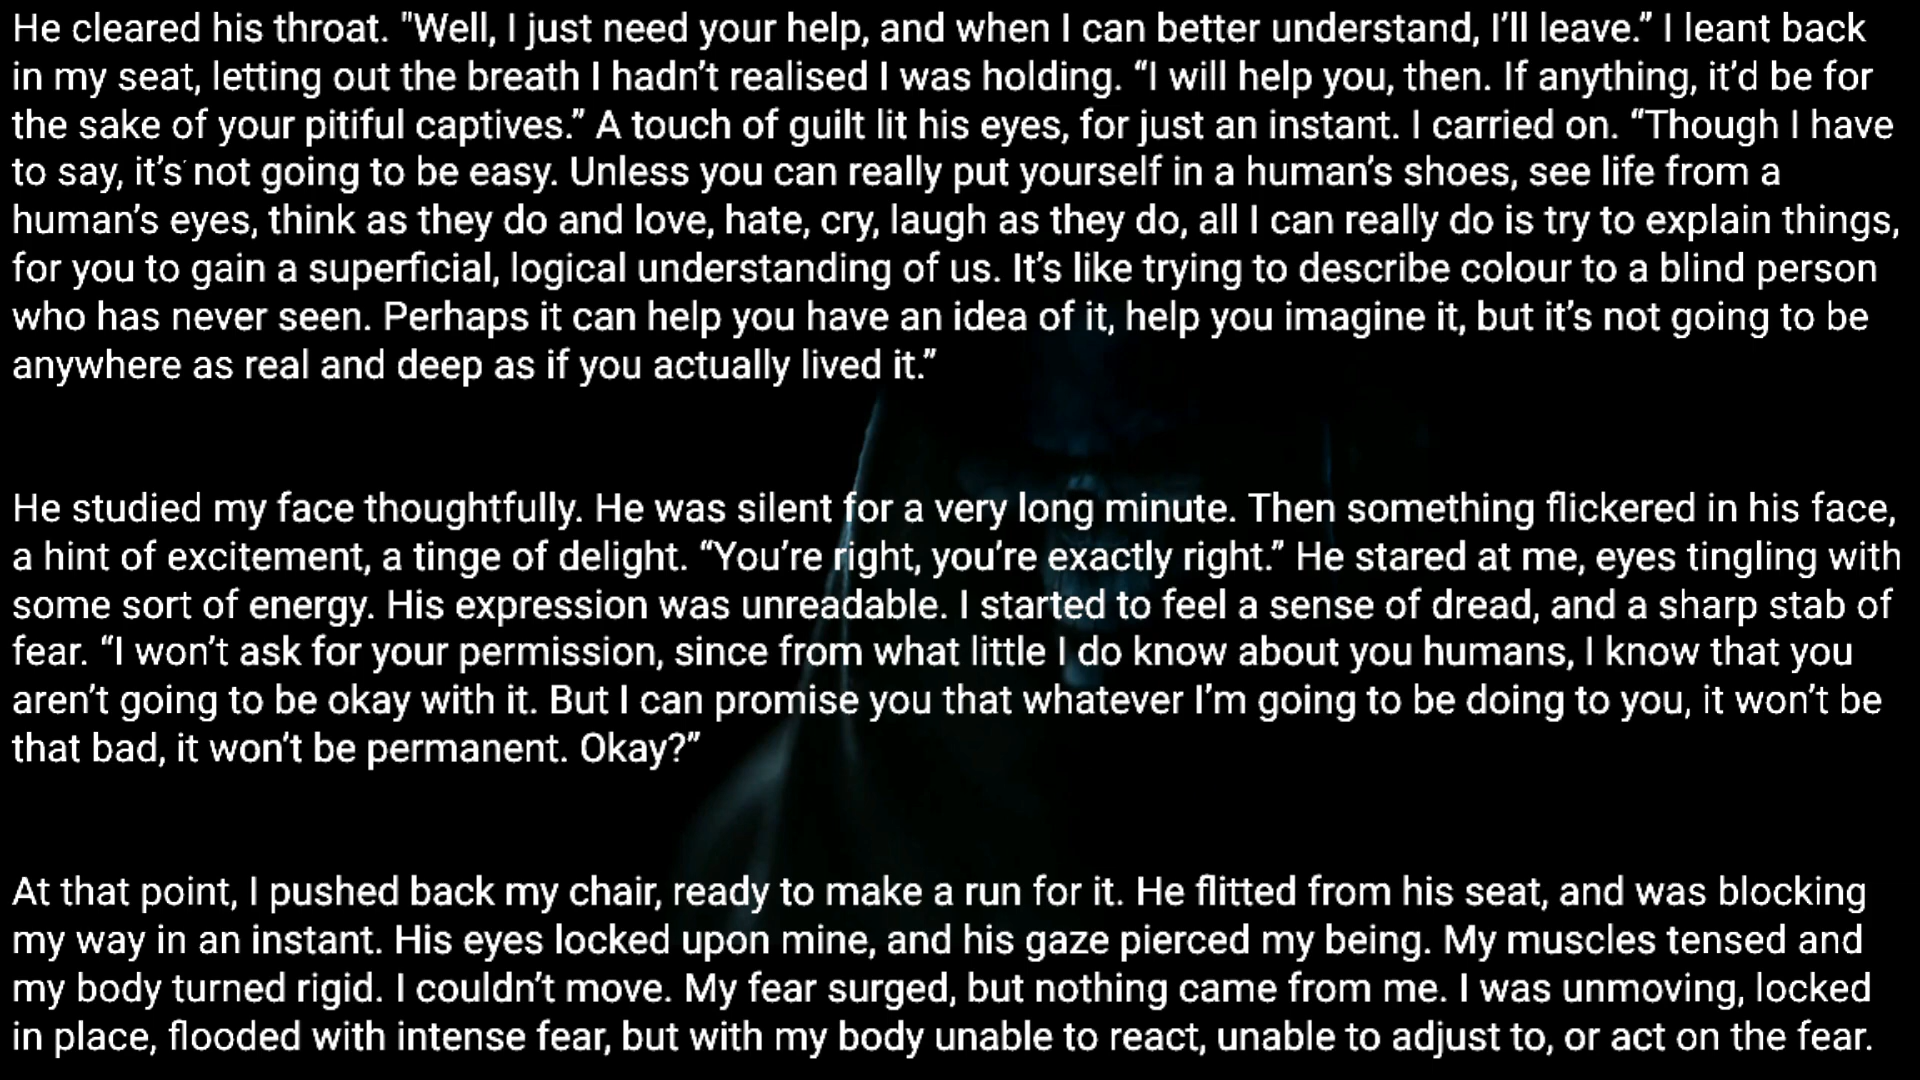 He cleared his throat. "Well, I just need your help, and when I can better understand, I’ll leave.” I leant back
in my seat, letting out the breath I hadn’t realised I was holding. “I will help you, then. If anything, it’d be for
the sake of your pitiful captives.” A touch of guilt lit his eyes, for just an instant. I carried on. “Though I have
to say, it’s not going to be easy. Unless you can really put yourself in a human’s shoes, see life from a
human’s eyes, think as they do and love, hate, cry, laugh as they do, all I can really do is try to explain things,
for you to gain a superficial, logical understanding of us. It’s like trying to describe colour to a blind person
who has never seen. Perhaps it can help you have an idea of it, help you imagine it, but it’s not going to be
anywhere as real and deep as if you actually lived it.”
He studied my face thoughtfully. He was silent for a very long minute. Then something flickered in his face,
a hint of excitement, a tinge of delight. “You’re right, you’re exactly right.” He stared at me, eyes tingling with
some sort of energy. His expression was unreadable. I started to feel a sense of dread, and a sharp stab of
fear. “I won’t ask for your permission, since from what little I do know about you humans, I know that you
aren’t going to be okay with it. But I can promise you that whatever I’m going to be doing to you, it won’t be
that bad, it won’t be permanent. Okay?”
At that point, I pushed back my chair, ready to make a run for it. He flitted from his seat, and was blocking
my way in an instant. His eyes locked upon mine, and his gaze pierced my being. My muscles tensed and
my body turned rigid. I couldn’t move. My fear surged, but nothing came from me. I was unmoving, locked
in place, flooded with intense fear, but with my body unable to react, unable to adjust to, or act on the fear.